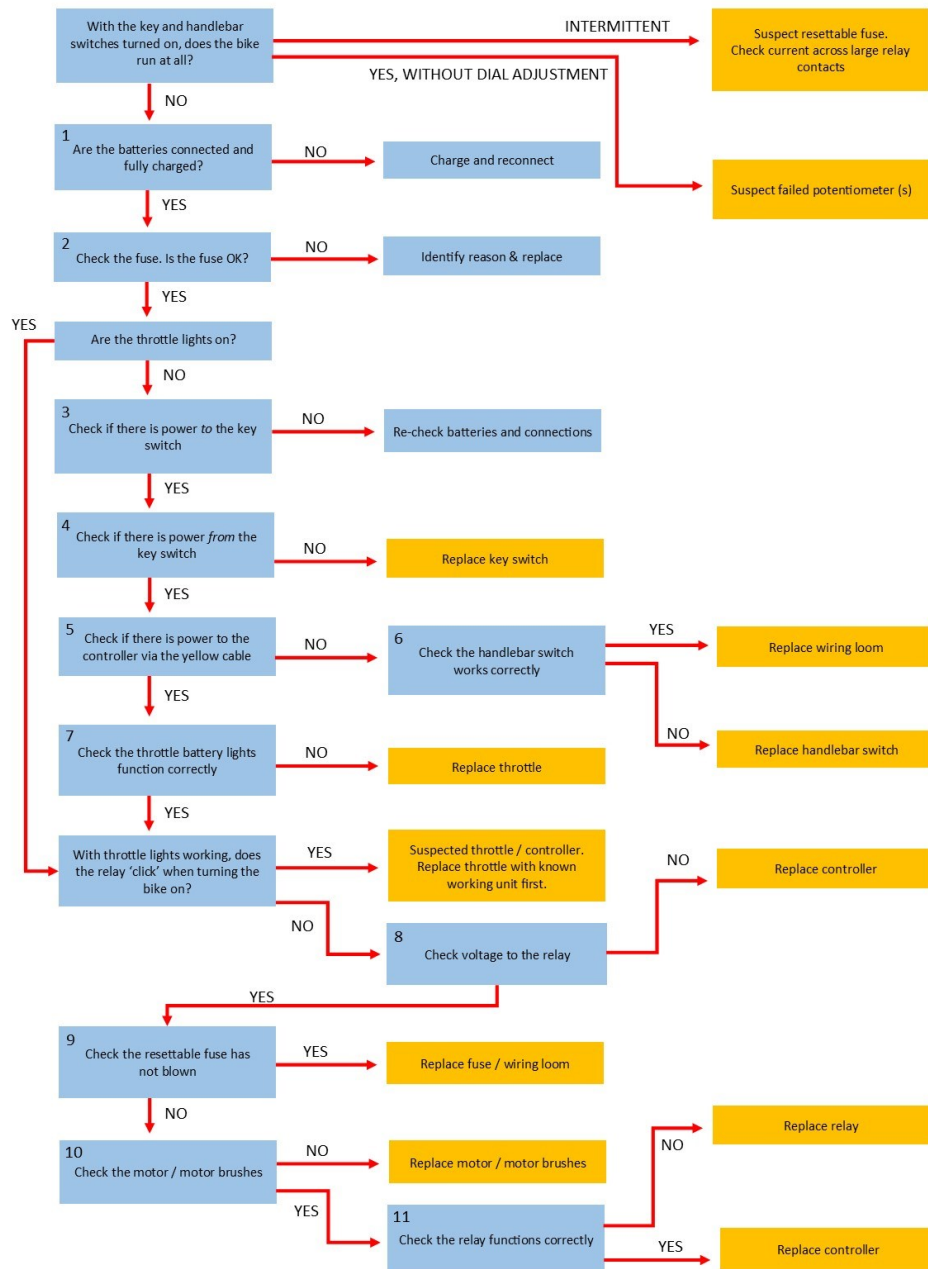 With the key and handlebar
switches turned on, does the bike
run at all?
INTERMITTENT
Suspect resettable fuse.
Check current across large relay
contacts
YES, WITHOUT DIAL ADJUSTMENT
Suspect failed potentiometer (s)
NO
1
Are the batteries connected and
fully charged?
NO
Charge and reconnect
YES
2
Check the fuse. Is the fuse OK?
NO
Identify reason & replace
YES
YES
Are the throttle lights on?
NO
3
Check if there is power to the key
switch
NO
Re-check batteries and connections
YES
4
Check if there is power from the
key switch
NO
Replace key switch
YES
5
Check if there is power to the
controller via the yellow cable
NO
6
Check the handlebar switch
works correctly
YES
Replace wiring loom
NO
Replace handlebar switch
YES
7
Check the throttle battery lights
function correctly
NO
Replace throttle
YES
With throttle lights working, does
the relay ‘click’ when turning the
bike on?
YES
Suspected throttle / controller.
Replace throttle with known
working unit first.
NO
8
Check voltage to the relay
NO
Replace controller
YES
9
Check the resettable fuse has
not blown
YES
Replace fuse / wiring loom
NO
10
Check the motor / motor brushes
NO
Replace motor / motor brushes
YES
11
Check the relay functions correctly
NO
Replace relay
YES
Replace controller